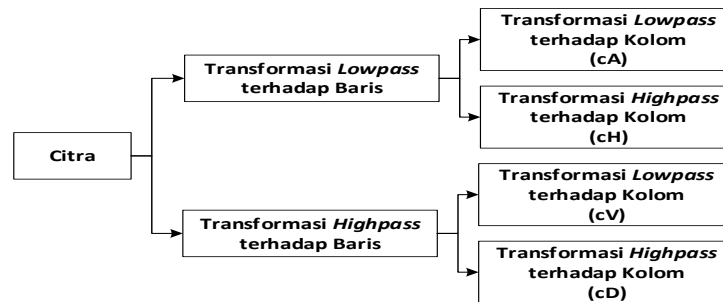 Citra
Transformasi Lowpass
terhadap Baris
Transformasi Lowpass
terhadap Kolom
(cA)
Transformasi Highpass
terhadap Kolom
(cH)
Transformasi Highpass
terhadap Baris
Transformasi Lowpass
terhadap Kolom
(cV)
Transformasi Highpass
terhadap Kolom
(cD)